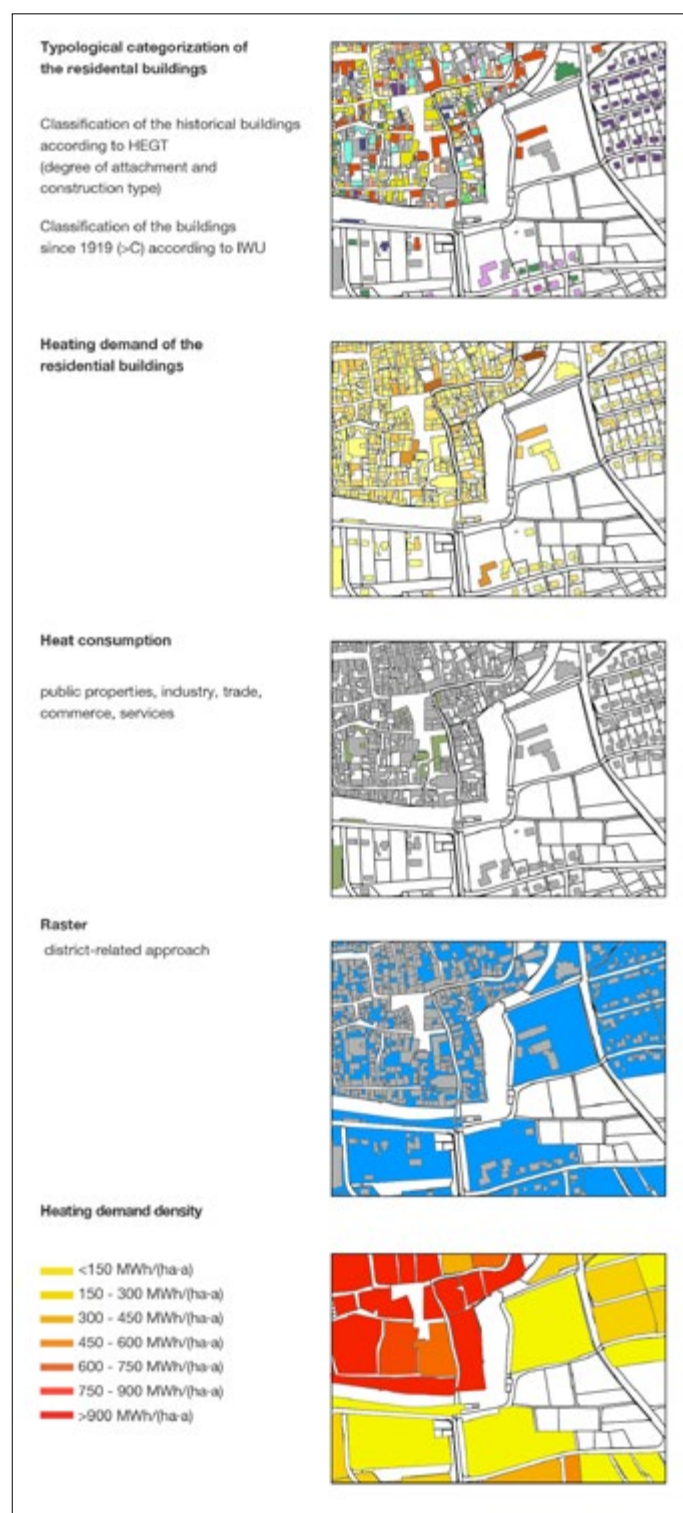 Typological categorization of
the residental buildings
Classification of the historical buildings
according to HEGT
(degree of attachment and
construction type)
Classification of the buildings
since 1919 (>C) according to IWU
Heating demand of the
residential buildings
Heat consumption
public properties, industry, trade,
commerce, services
Raster
district-related approach
Heating demand density
<150 MWh/(ha·a)
150 - 300 MWh/(ha·a)
300 - 450 MWh/(ha·a)
450 - 600 MWh/(ha·a)
600 - 750 MWh/(ha·a)
750 - 900 MWh/(ha·a)
>900 MWh/(ha·a)